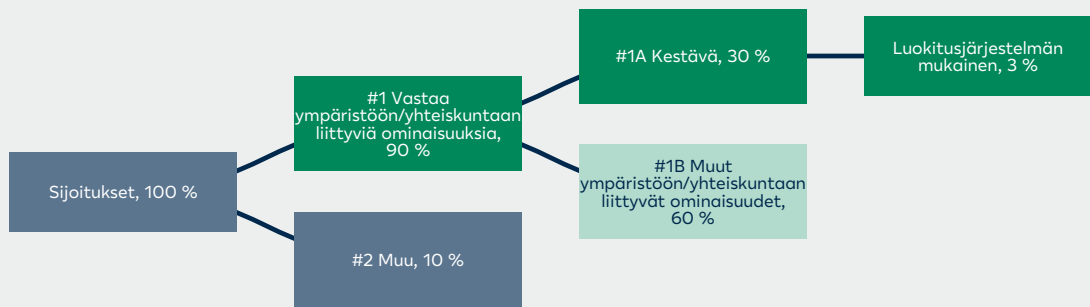 Sijoitukset, 100 %
#1 Vastaa
ympäristöön/yhteiskuntaan
liittyviä ominaisuuksia,
90 %
#2 Muu, 10 %
#1A Kestävä, 30 %
#1B Muut
ympäristöön/yhteiskuntaan
liittyvät ominaisuudet,
60 %
Luokitusjärjestelmän
mukainen, 3 %